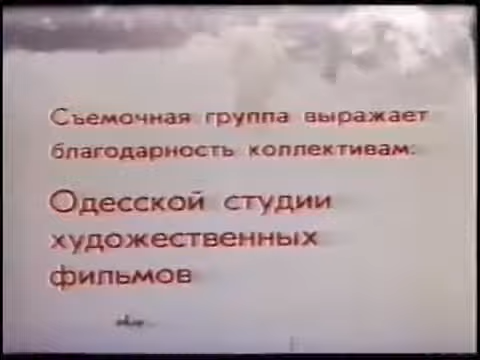 Съемочная группа выражает
благодарность коллективам:
Одесской студии
художественных
фильмов